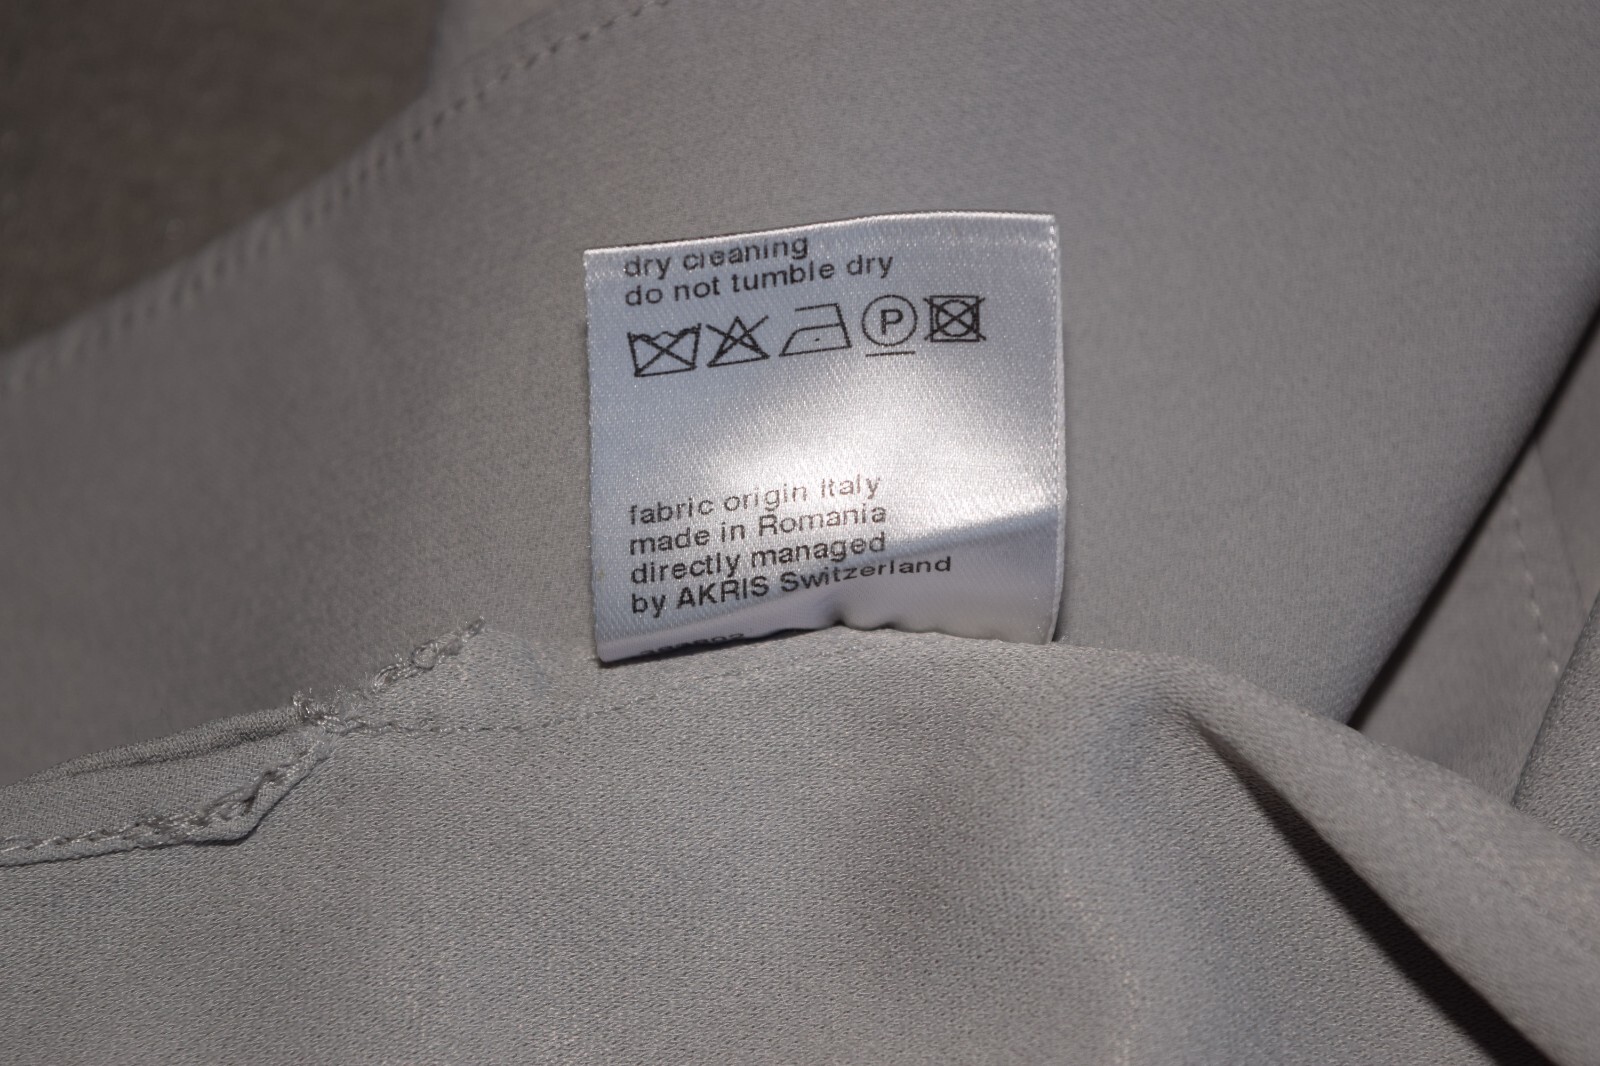 dry cleaning
do not tumble dry
P
fabric origin Italy
made in Romania
directly managed
by AKRIS Switzerland